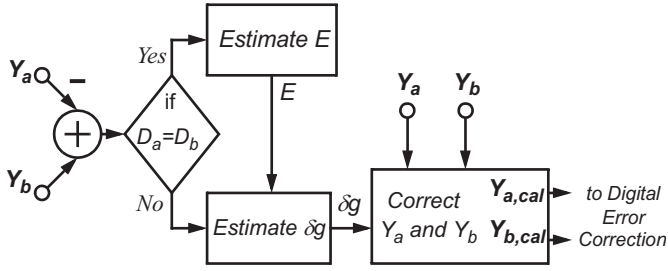 Yes
Estimate E
Y_a
−
+
Y_b
if
D_a=D_b
E
No
Estimate δg
δg
Y_a
Y_b
Correct
Y_a and Y_b
Y_a,cal
Y_b,cal
to Digital
Error
Correction